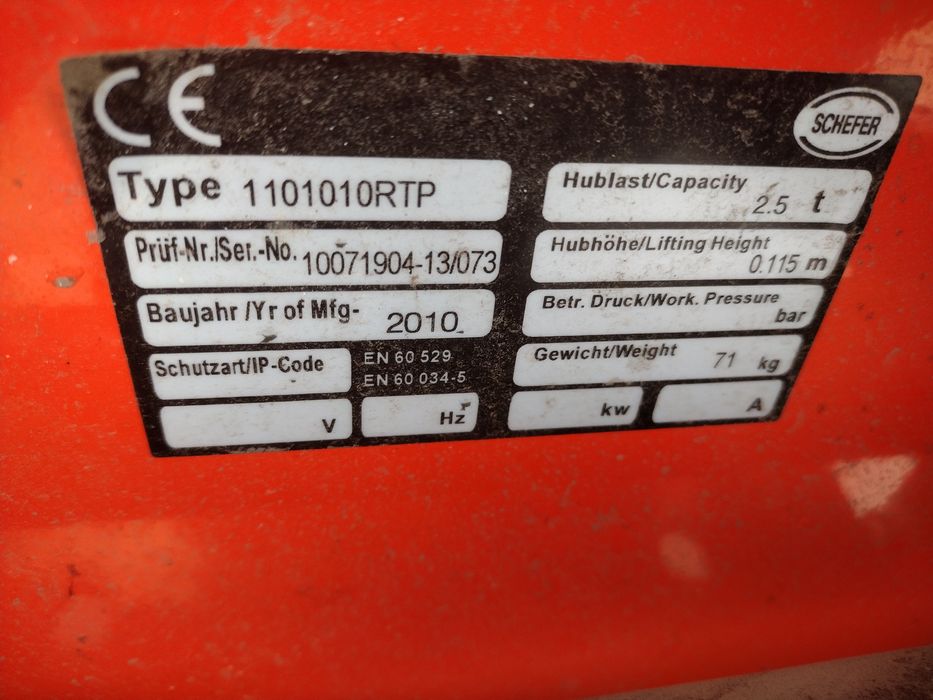 CE
SCHEFER
Type 1101010RTP
Prüf-Nr./Ser.-No. 10071904-13/073
Baujahr /Yr of Mfg- 2010
Schutzart/IP-Code
EN 60 529
EN 60 034-5
V
Hz
Hublast/Capacity
2.5 t
Hubhöhe/Lifting Height
0.115 m
Betr. Druck/Work. Pressure
bar
Gewicht/Weight 71 kg
kw
A